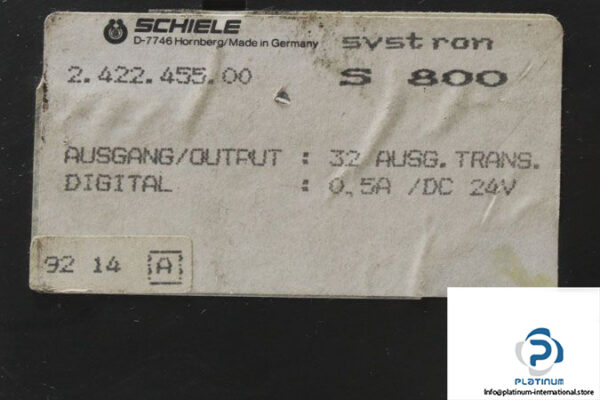 SCHIELE
D-7746 Hornberg/Made in Germany
systron
2.422.455.00
S 800
AUSGANG/OUTPUT : 32 AUSG. TRANS.
DIGITAL : 0,5A /DC 24V
92 14 A
PLATINUM
info@platinum-international.store